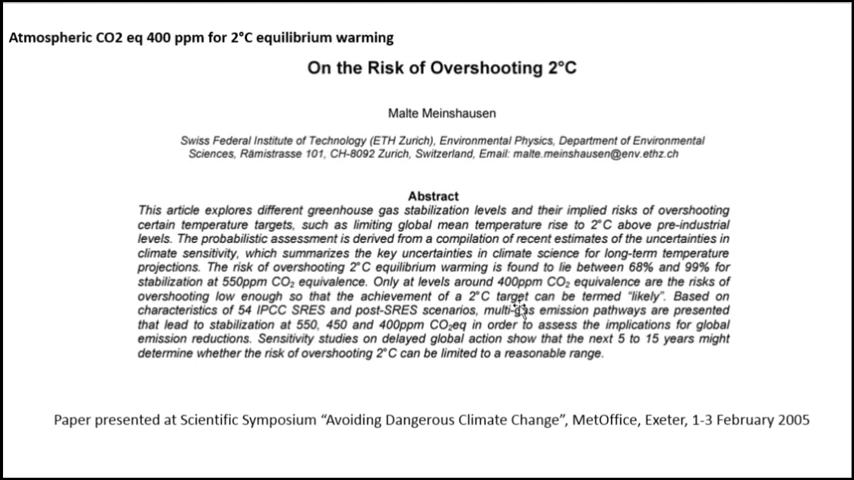 Atmospheric CO2 eq 400 ppm for 2°C equilibrium warming
On the Risk of Overshooting 2°C
Malte Meinshausen
Swiss Federal Institute of Technology (ETH Zurich), Environmental Physics, Department of Environmental
Sciences, Rämistrasse 101, CH-8092 Zurich, Switzerland, Email: malte.meinshausen@env.ethz.ch
Abstract
This article explores different greenhouse gas stabilization levels and their implied risks of overshooting
certain temperature targets, such as limiting global mean temperature rise to 2°C above pre-industrial
levels. The probabilistic assessment is derived from a compilation of recent estimates of the uncertainties in
climate sensitivity, which summarizes the key uncertainties in climate science for long-term temperature
projections. The risk of overshooting 2°C equilibrium warming is found to lie between 68% and 99% for
stabilization at 550ppm CO₂ equivalence. Only at levels around 400ppm CO₂ equivalence are the risks of
overshooting low enough so that the achievement of a 2°C target can be termed "likely". Based on
characteristics of 54 IPCC SRES and post-SRES scenarios, multi-gas emission pathways are presented
that lead to stabilization at 550, 450 and 400ppm CO₂eq in order to assess the implications for global
emission reductions. Sensitivity studies on delayed global action show that the next 5 to 15 years might
determine whether the risk of overshooting 2°C can be limited to a reasonable range.
Paper presented at Scientific Symposium “Avoiding Dangerous Climate Change”, MetOffice, Exeter, 1-3 February 2005